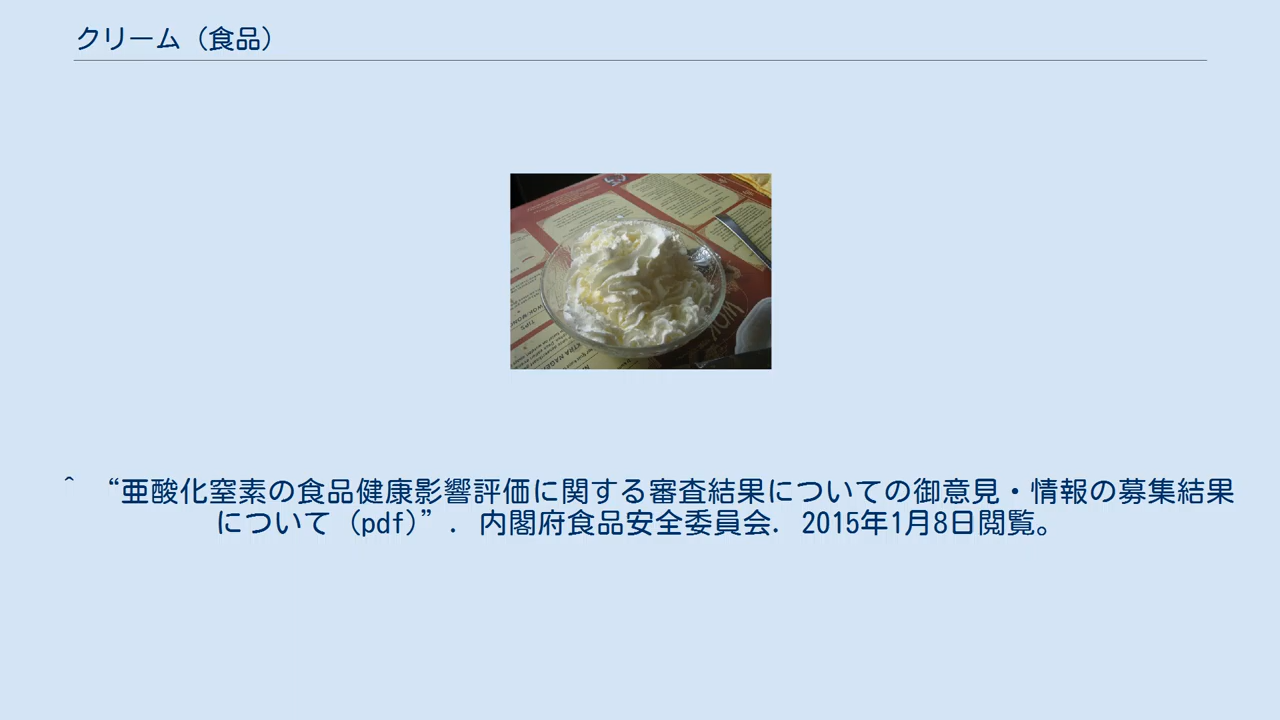 クリーム（食品）
^ “亜酸化窒素の食品健康影響評価に関する審査結果についての御意見・情報の募集結果
について（pdf）”. 内閣府食品安全委員会. 2015年1月8日閲覧。